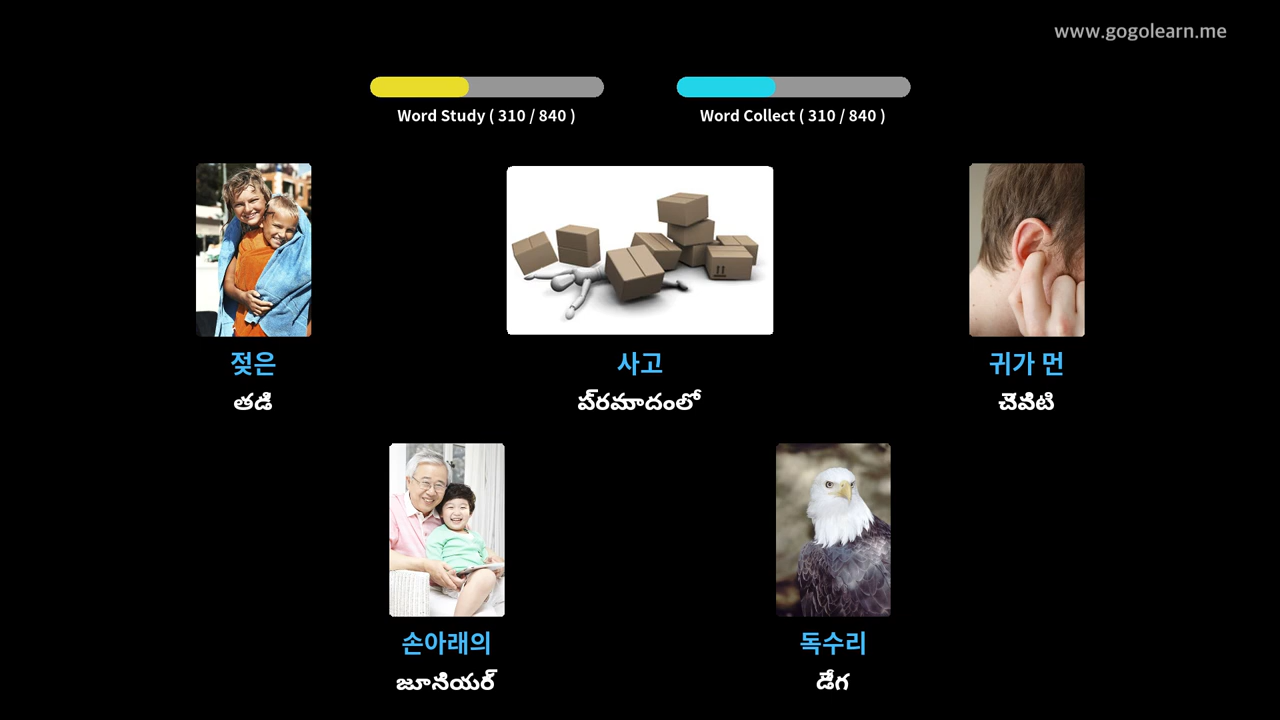 www.gogolearn.me
Word Study ( 310 / 840 )
Word Collect ( 310 / 840 )
젖은
사고
귀가 먼
తడి
ప్రమాదంలో
చెవిటి
손아래의
독수리
జూనియర్
డేగ